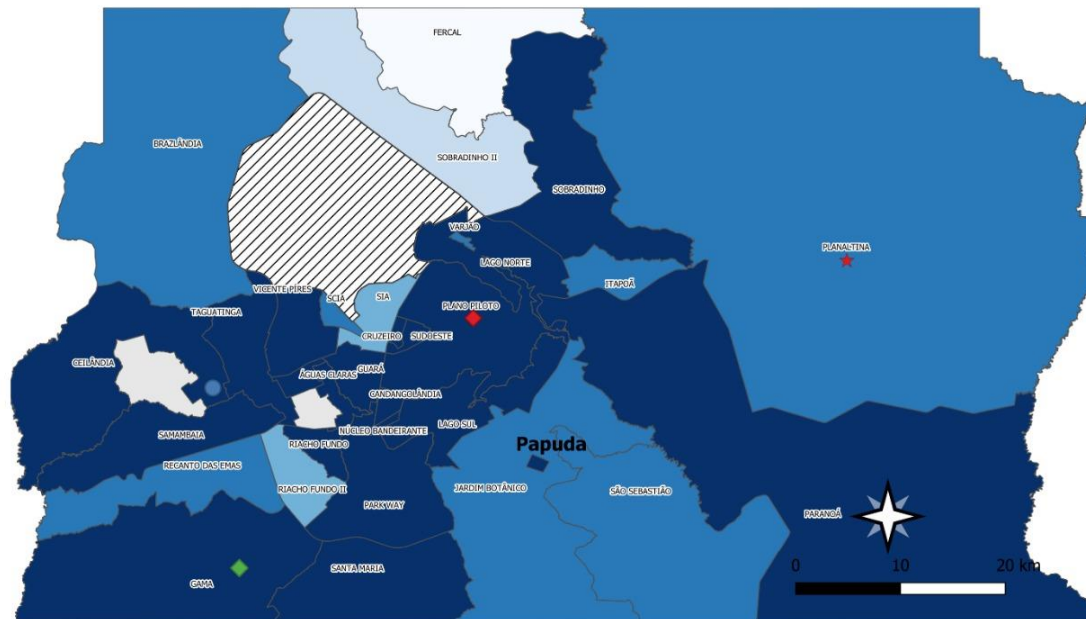 FERCAL
BRAZLÂNDIA
SOBRADINHO II
SOBRADINHO
VARJÃO
PLANALTINA
LAGO NORTE
ITAPOÃ
VICENTE PIRES
SCIA
SIA
PLANO PILOTO
TAGUATINGA
CRUZEIRO
SUDOESTE
CEILÂNDIA
GUARÁ
ÁGUAS CLARAS
CANDANGOLÂNDIA
LAGO SUL
NÚCLEO BANDEIRANTE
SAMAMBAIA
RIACHO FUNDO
Papuda
RECANTO DAS EMAS
RIACHO FUNDO II
JARDIM BOTÂNICO
SÃO SEBASTIÃO
PARK WAY
PARANOÁ
SANTA MARIA
GAMA
0 10 20 km